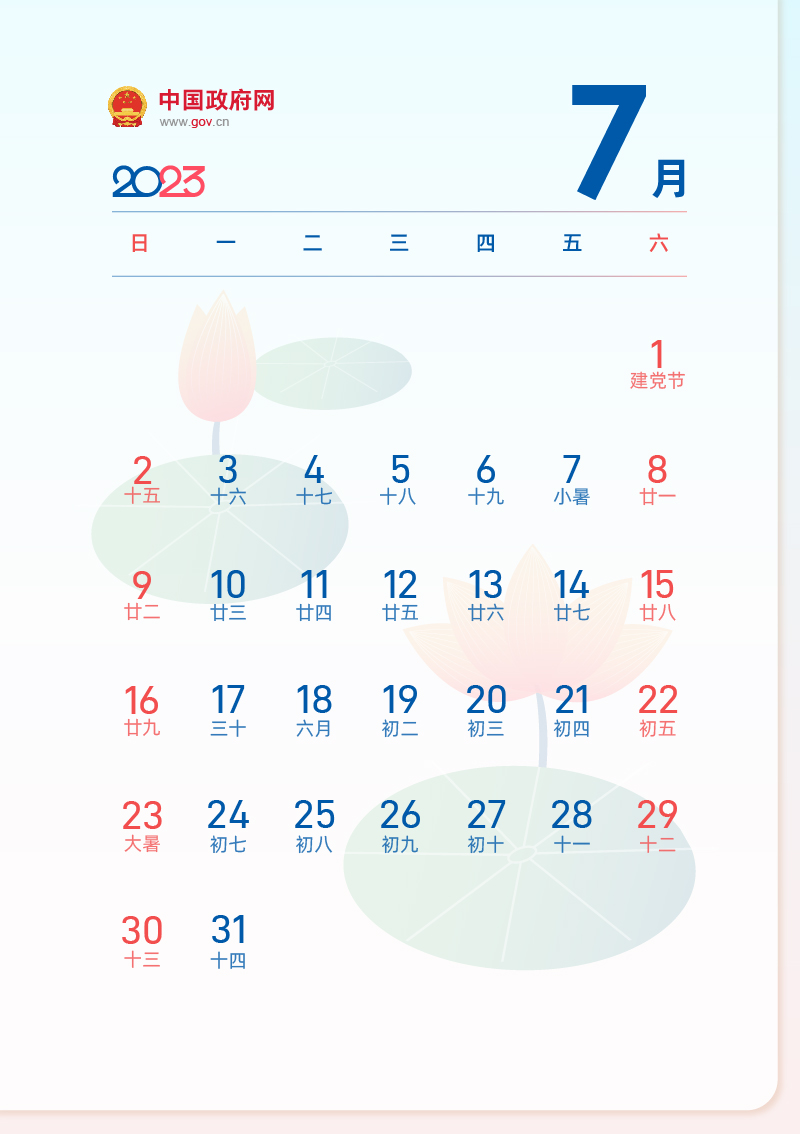 中国政府网
www.gov.cn
7月
2023
日 一 二 三 四 五 六
1
建党节
2 3 4 5 6 7 8
十五 十六 十七 十八 十九 小暑 廿一
9 10 11 12 13 14 15
廿二 廿三 廿四 廿五 廿六 廿七 廿八
16 17 18 19 20 21 22
廿九 三十 六月 初二 初三 初四 初五
23 24 25 26 27 28 29
大暑 初七 初八 初九 初十 十一 十二
30 31
十三 十四